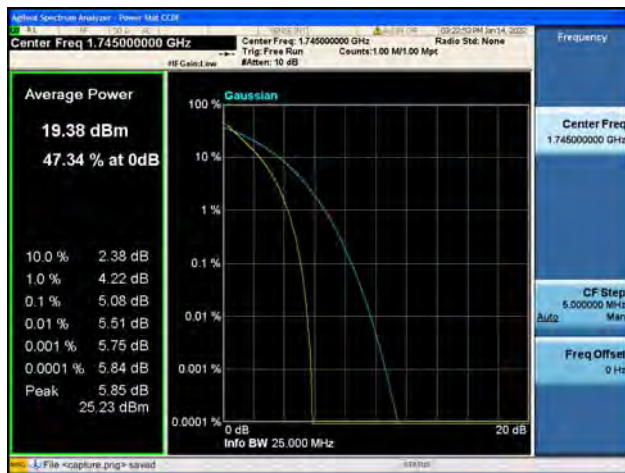 Agilent Spectrum Analyzer - Power Stat CCDF
03:22:53 PM Jan 14, 2020
Center Freq 1.745000000 GHz
Center Freq: 1.745000000 GHz
Radio Std: None
Trig: Free Run
Counts:1.00 M/1.00 Mpt
#IFGain:Low
#Atten: 10 dB
Frequency
Average Power
19.38 dBm
47.34 % at 0dB
10.0 % 2.38 dB
1.0 % 4.22 dB
0.1 % 5.08 dB
0.01 % 5.51 dB
0.001 % 5.75 dB
0.0001 % 5.84 dB
Peak 5.85 dB
25.23 dBm
Gaussian
100 %
10 %
1 %
0.1 %
0.01 %
0.001 %
0.0001 %
0 dB
20 dB
Info BW 25.000 MHz
Center Freq
1.745000000 GHz
CF Step
5.000000 MHz
Auto Man
Freq Offset
0 Hz
MSG
File <capture.png> saved
STATUS